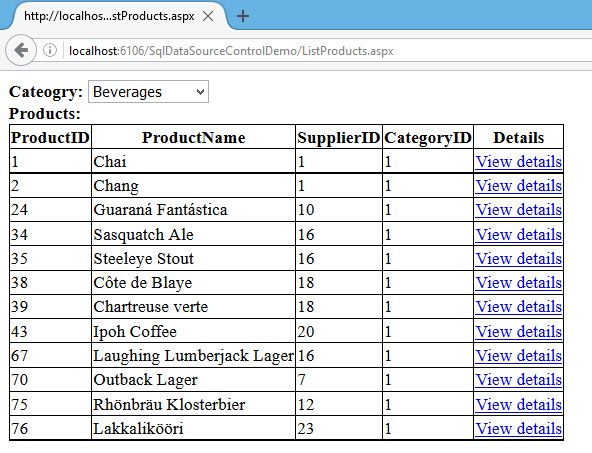 http://localhos...stProducts.aspx
localhost:6106/SqlDataSourceControlDemo/ListProducts.aspx
Cateogry: Beverages
Products:
ProductID ProductName SupplierID CategoryID Details
1 Chai 1 1 View details
2 Chang 1 1 View details
24 Guaraná Fantástica 10 1 View details
34 Sasquatch Ale 16 1 View details
35 Steeleye Stout 16 1 View details
38 Côte de Blaye 18 1 View details
39 Chartreuse verte 18 1 View details
43 Ipoh Coffee 20 1 View details
67 Laughing Lumberjack Lager 16 1 View details
70 Outback Lager 7 1 View details
75 Rhönbräu Klosterbier 12 1 View details
76 Lakkalikööri 23 1 View details